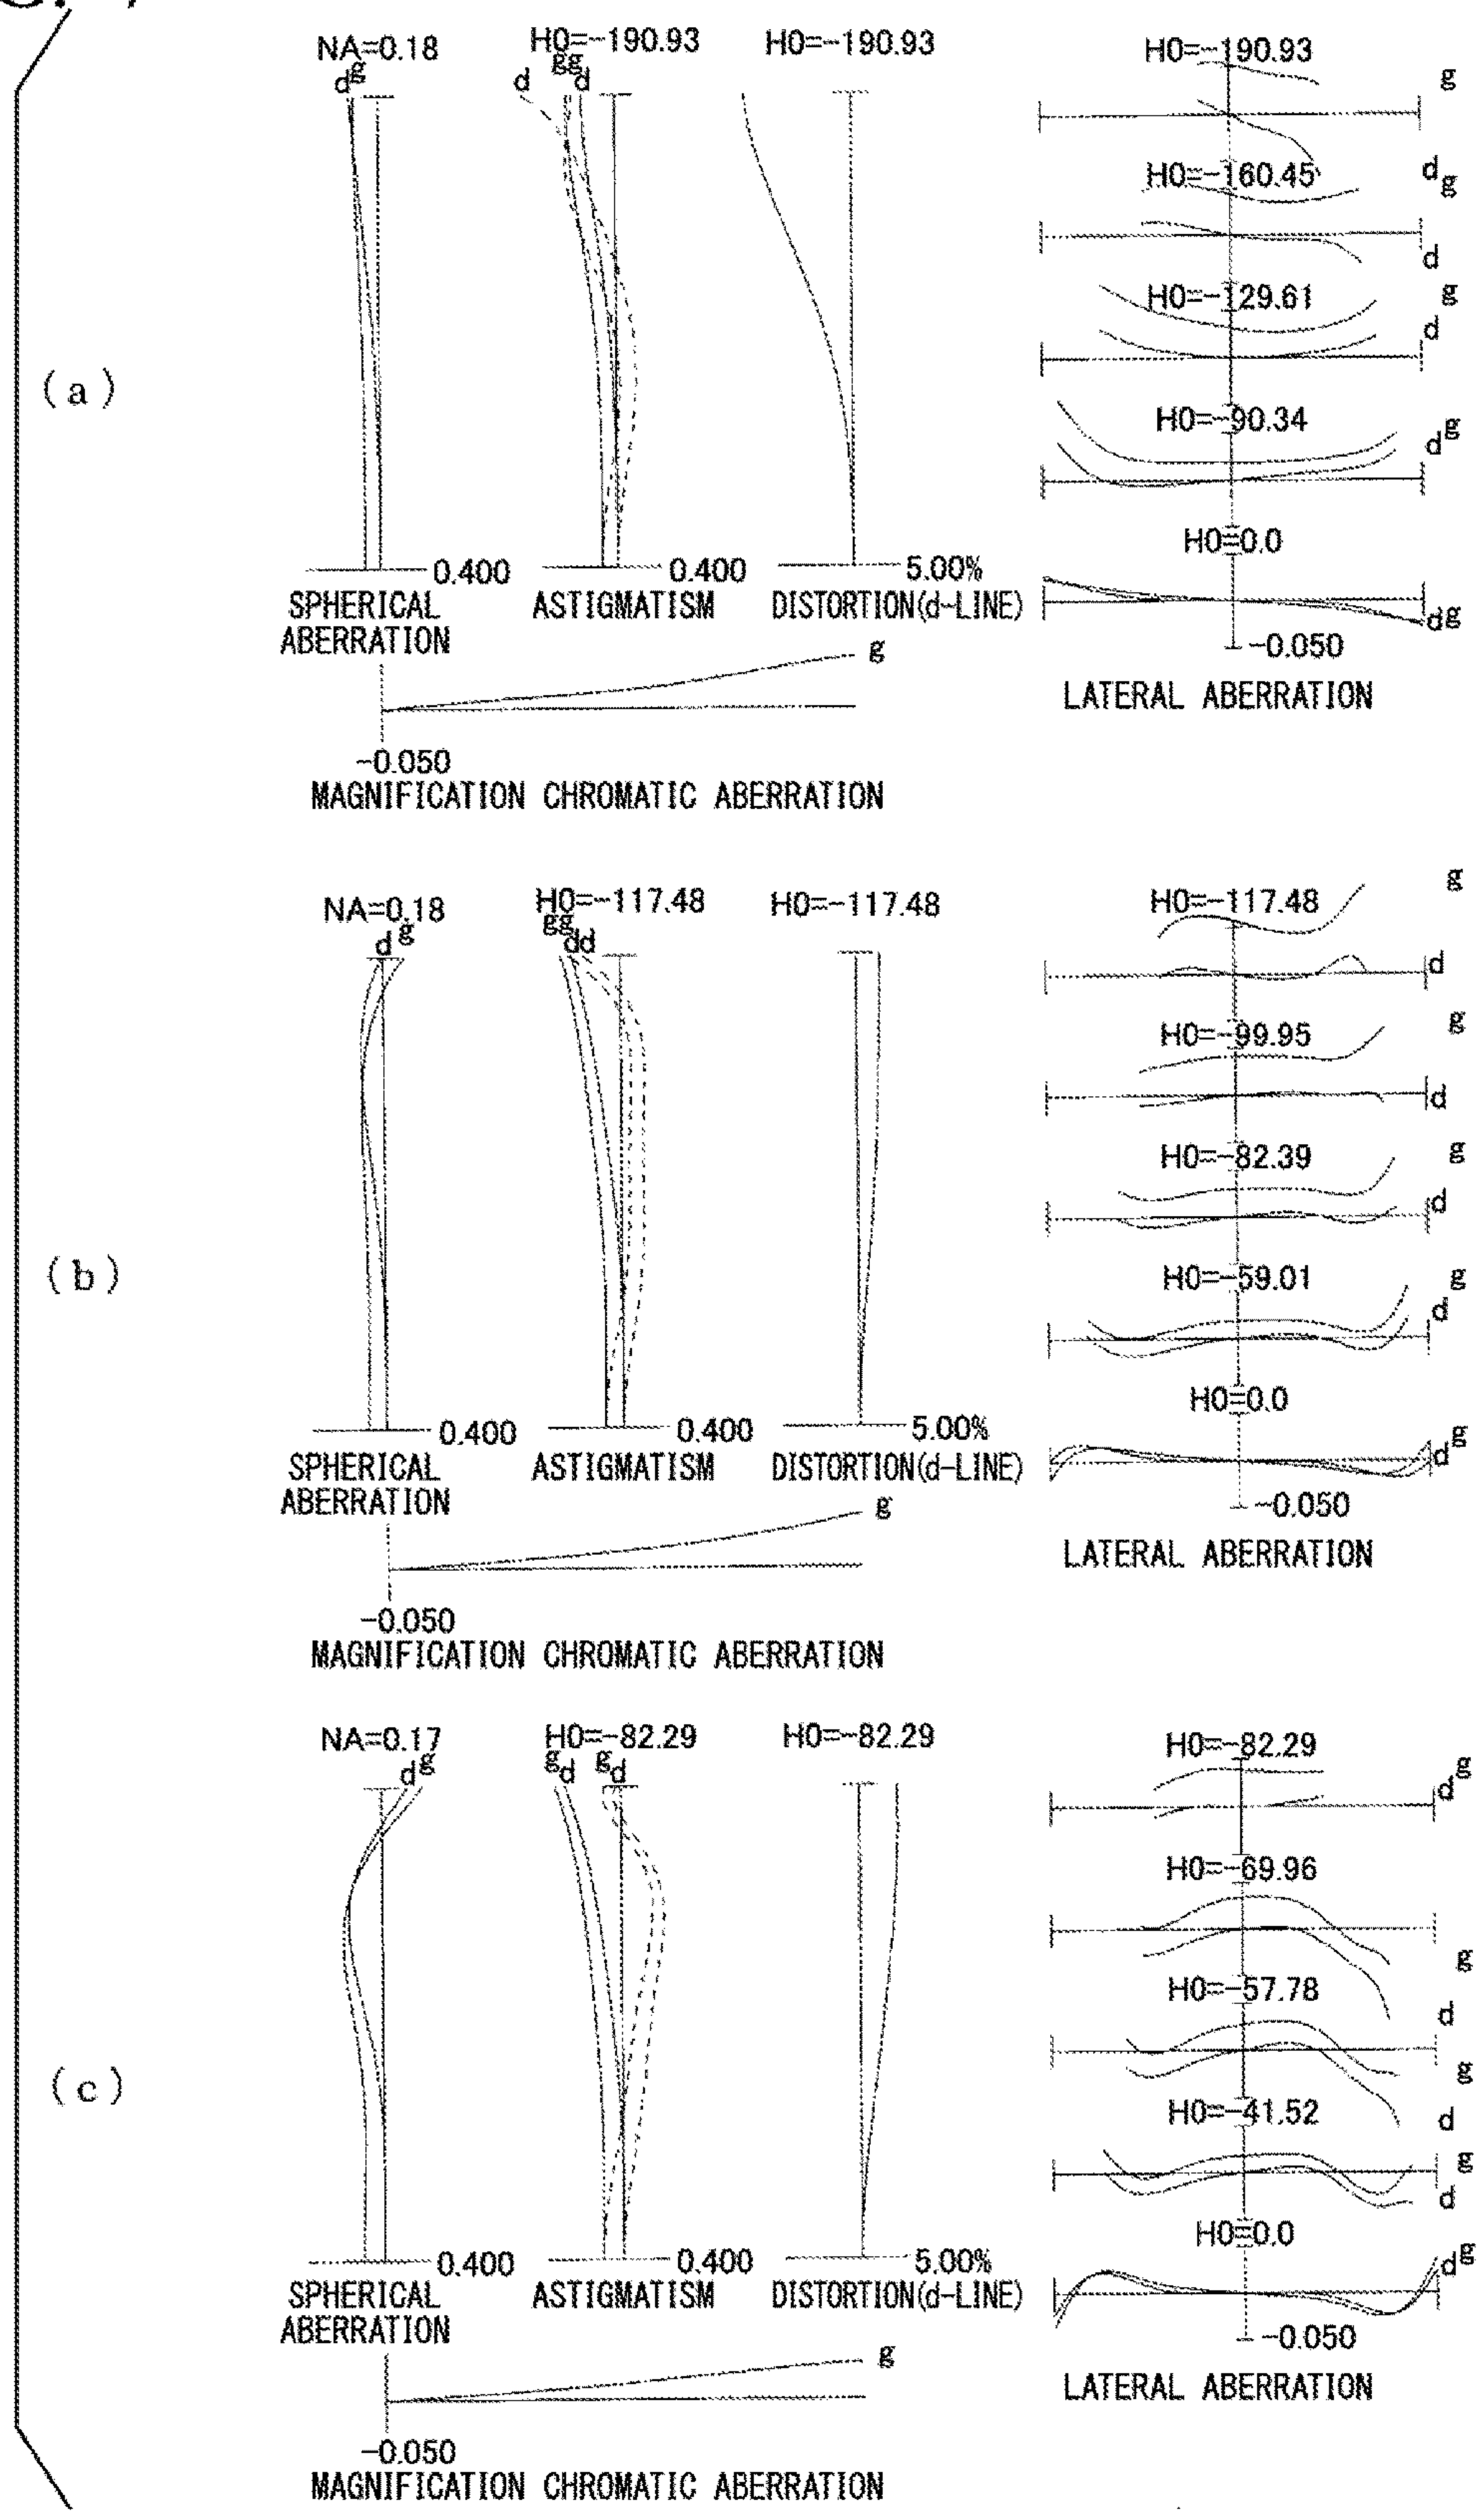 (a)
NA=0.18
d g
H0=-190.93
d g g d
H0=-190.93
0.400
0.400
5.00%
SPHERICAL
ABERRATION
ASTIGMATISM
DISTORTION(d-LINE)
g
-0.050
MAGNIFICATION CHROMATIC ABERRATION
H0=-190.93
g
H0=-160.45
d g
d
H0=-129.61
g
d
H0=-90.34
d g
H0=0.0
d g
-0.050
LATERAL ABERRATION
(b)
NA=0.18
d g
H0=-117.48
g g d d
H0=-117.48
0.400
0.400
5.00%
SPHERICAL
ABERRATION
ASTIGMATISM
DISTORTION(d-LINE)
g
-0.050
MAGNIFICATION CHROMATIC ABERRATION
H0=-117.48
g
d
H0=-99.95
g
d
H0=-82.39
g
d
H0=-59.01
g
d
H0=0.0
d g
-0.050
LATERAL ABERRATION
(c)
NA=0.17
d g
H0=-82.29
g d g d
H0=-82.29
0.400
0.400
5.00%
SPHERICAL
ABERRATION
ASTIGMATISM
DISTORTION(d-LINE)
g
-0.050
MAGNIFICATION CHROMATIC ABERRATION
H0=-82.29
d g
H0=-69.96
g
H0=-57.78
d
g
H0=-41.52
d
g
d
H0=0.0
d g
-0.050
LATERAL ABERRATION